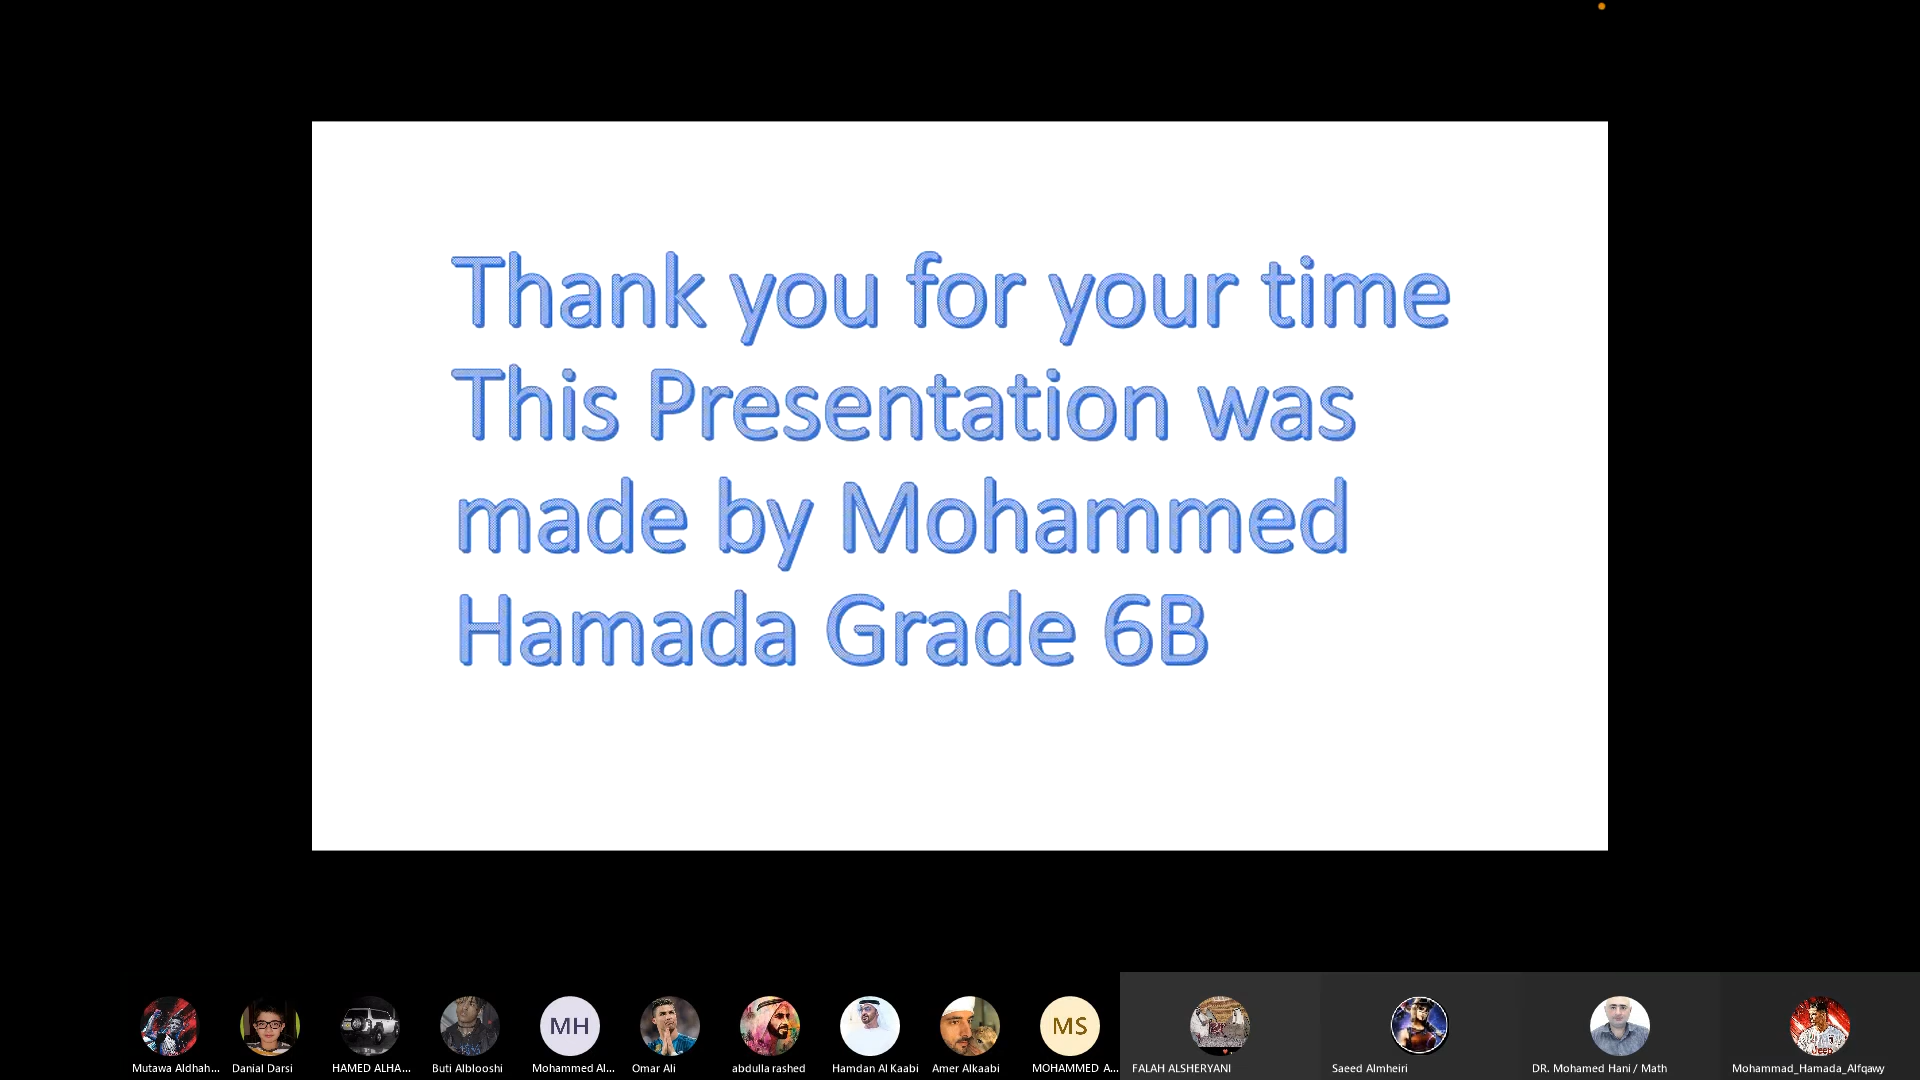 Thank you for your time
This Presentation was
made by Mohammed
Hamada Grade 6B
MH
MS
Jeep
Mutawa Aldhah...
Danial Darsi
HAMED ALHA...
Buti Alblooshi
Mohammed Al...
Omar Ali
abdulla rashed
Hamdan Al Kaabi
Amer Alkaabi
MOHAMMED A...
FALAH ALSHERYANI
Saeed Almheiri
DR. Mohamed Hani / Math
Mohammad_Hamada_Alfqawy